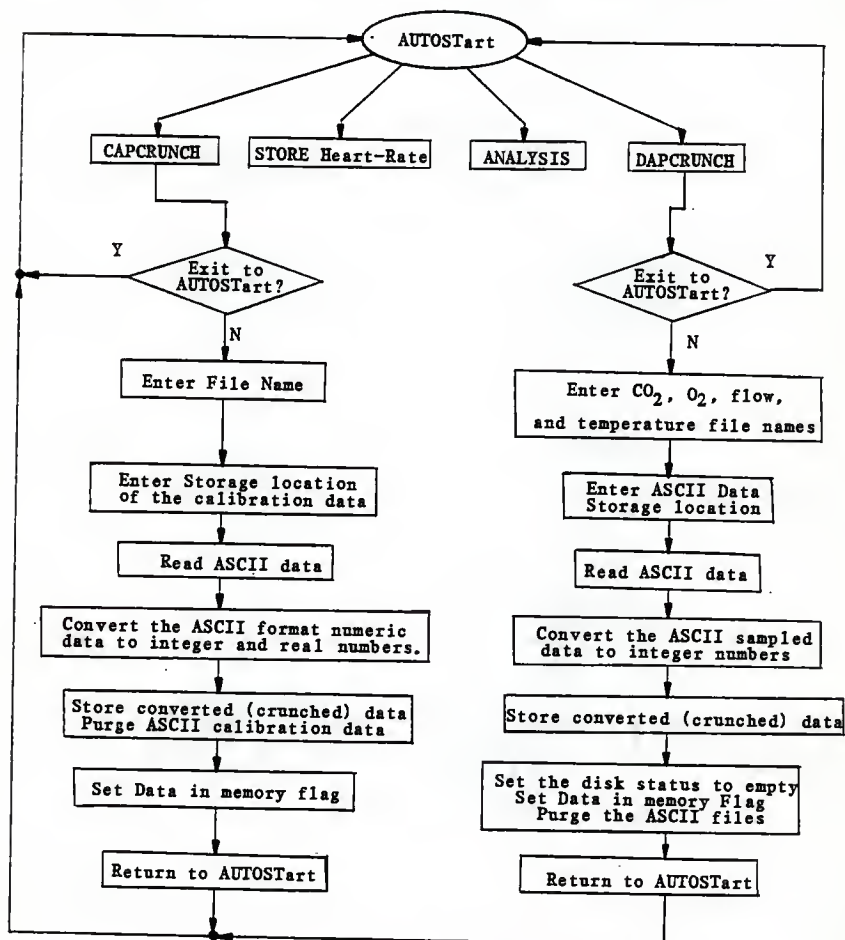 AUTOSTart
CAPCRUNCH
STORE Heart-Rate
ANALYSIS
DAPCRUNCH
Y
Exit to
AUTOSTart?
N
Enter File Name
Enter Storage location
of the calibration data
Read ASCII data
Convert the ASCII format numeric
data to integer and real numbers.
Store converted (crunched) data
Purge ASCII calibration data
Set Data in memory flag
Return to AUTOSTart
Y
Exit to
AUTOSTart?
N
Enter CO2, O2, flow,
and temperature file names
Enter ASCII Data
Storage location
Read ASCII data
Convert the ASCII sampled
data to integer numbers
Store converted (crunched) data
Set the disk status to empty
Set Data in memory Flag
Purge the ASCII files
Return to AUTOSTart